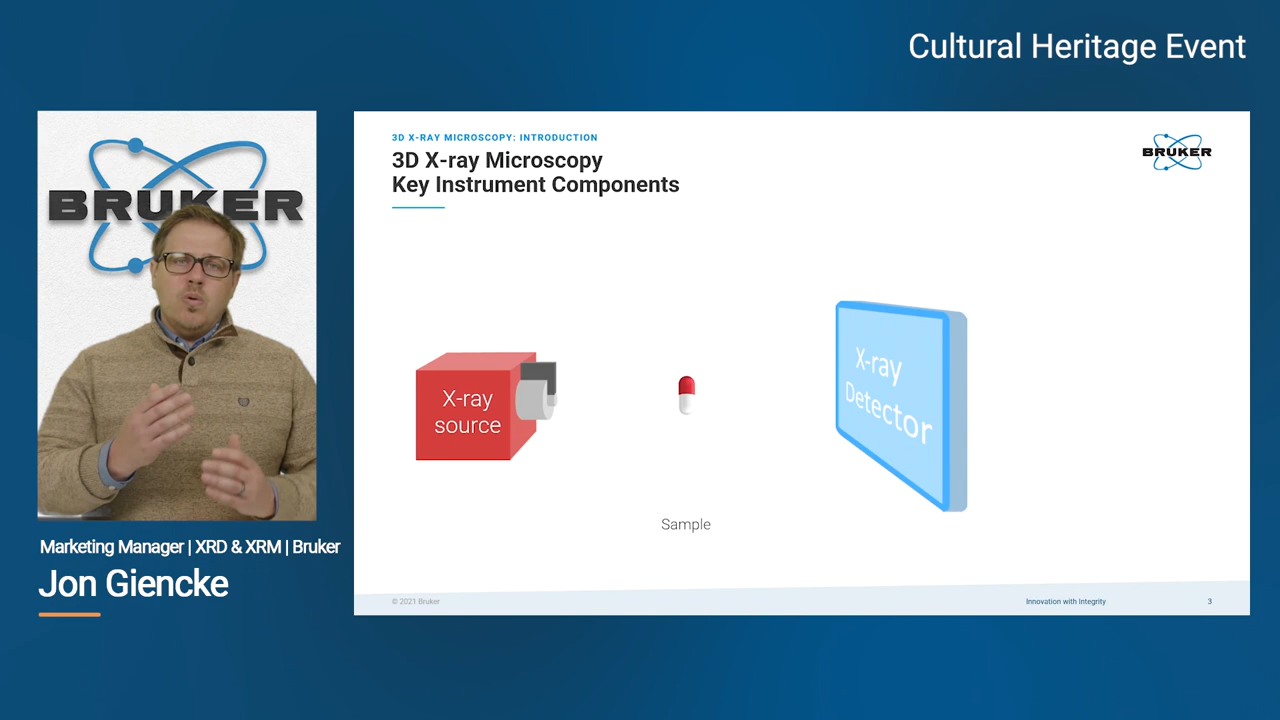 Cultural Heritage Event
BRUKER
Marketing Manager | XRD & XRM | Bruker
Jon Giencke
3D X-RAY MICROSCOPY: INTRODUCTION
3D X-ray Microscopy
Key Instrument Components
BRUKER
X-ray
source
X-ray
Detector
Sample
© 2021 Bruker
Innovation with Integrity
3